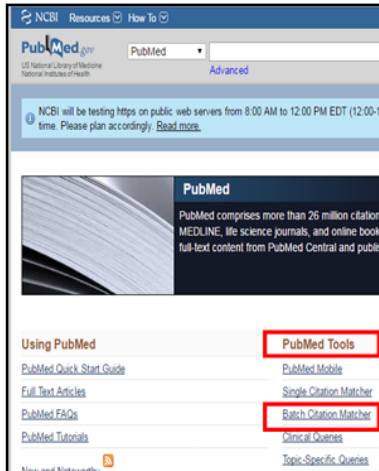 NCBI Resources How To
PubMed.gov
US National Library of Medicine
National Institutes of Health
PubMed
Advanced
NCBI will be testing https on public web servers from 8:00 AM to 12:00 PM EDT (12:00-1
time. Please plan accordingly. Read more.
PubMed
PubMed comprises more than 26 million citation
MEDLINE, life science journals, and online book
full-text content from PubMed Central and publis
Using PubMed
PubMed Quick Start Guide
Full Text Articles
PubMed FAQs
PubMed Tutorials
New and Noteworthy
PubMed Tools
PubMed Mobile
Single Citation Matcher
Batch Citation Matcher
Clinical Queries
Topic-Specific Queries